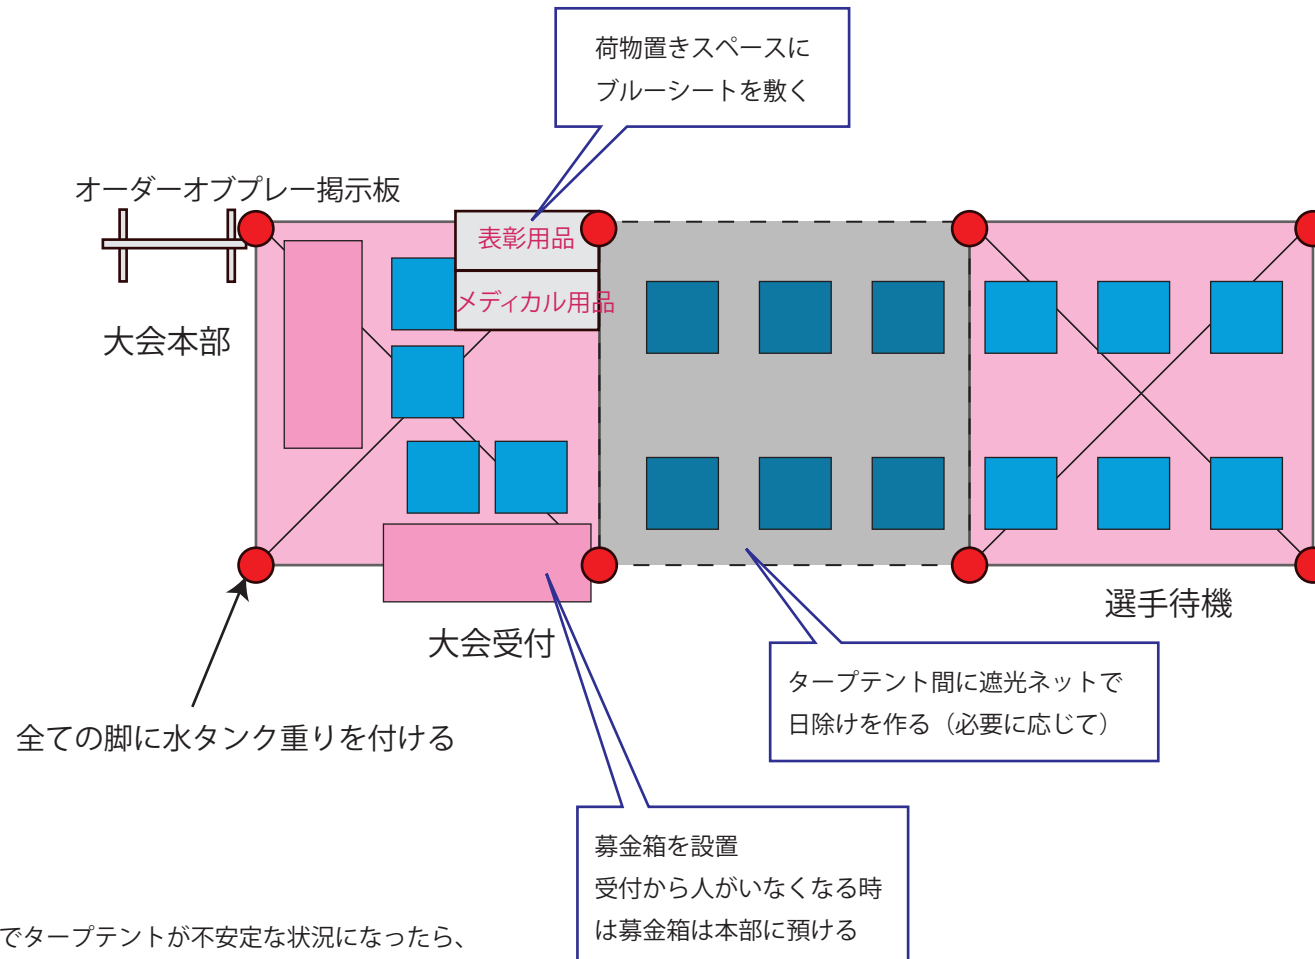 荷物置きスペースに
ブルーシートを敷く
オーダーオブプレー掲示板
表彰用品
メディカル用品
大会本部
選手待機
大会受付
タープテント間に遮光ネットで
日除けを作る（必要に応じて）
全ての脚に水タンク重りを付ける
募金箱を設置
受付から人がいなくなる時
は募金箱は本部に預ける
でタープテントが不安定な状況になったら、